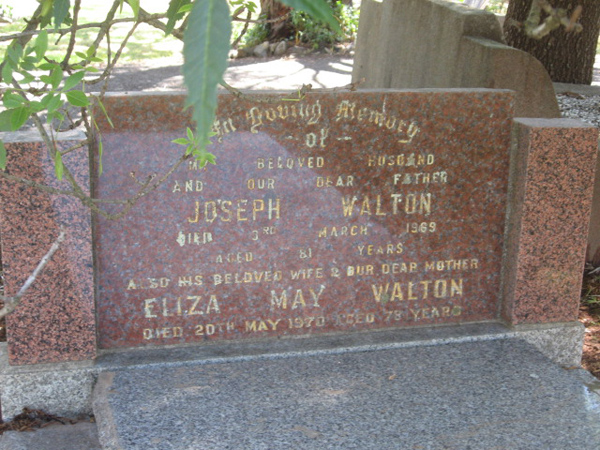 In Loving Memory
of
MY BELOVED HUSBAND
AND OUR DEAR FATHER
JOSEPH WALTON
DIED 3RD MARCH 1969
AGED 81 YEARS
ALSO HIS BELOVED WIFE & OUR DEAR MOTHER
ELIZA MAY WALTON
DIED 20TH MAY 1970 AGED 79 YEARS